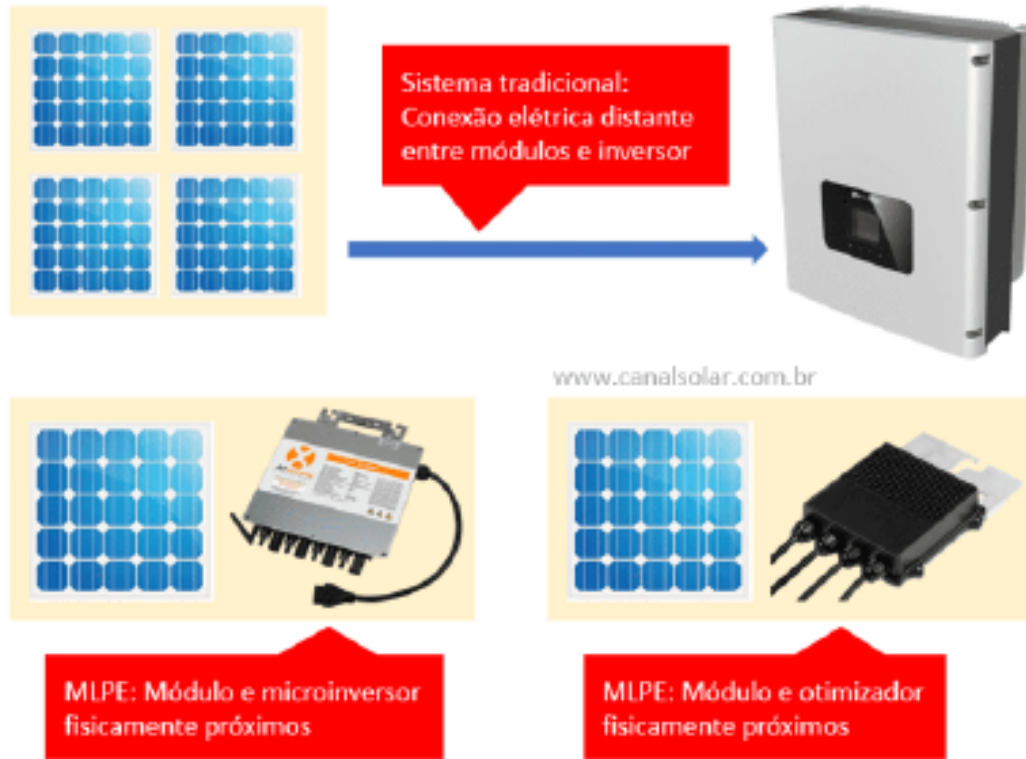 Sistema tradicional:
Conexão elétrica distante
entre módulos e inversor
www.canalsolar.com.br
MLPE: Módulo e microinversor
fisicamente próximos
MLPE: Módulo e otimizador
fisicamente próximos